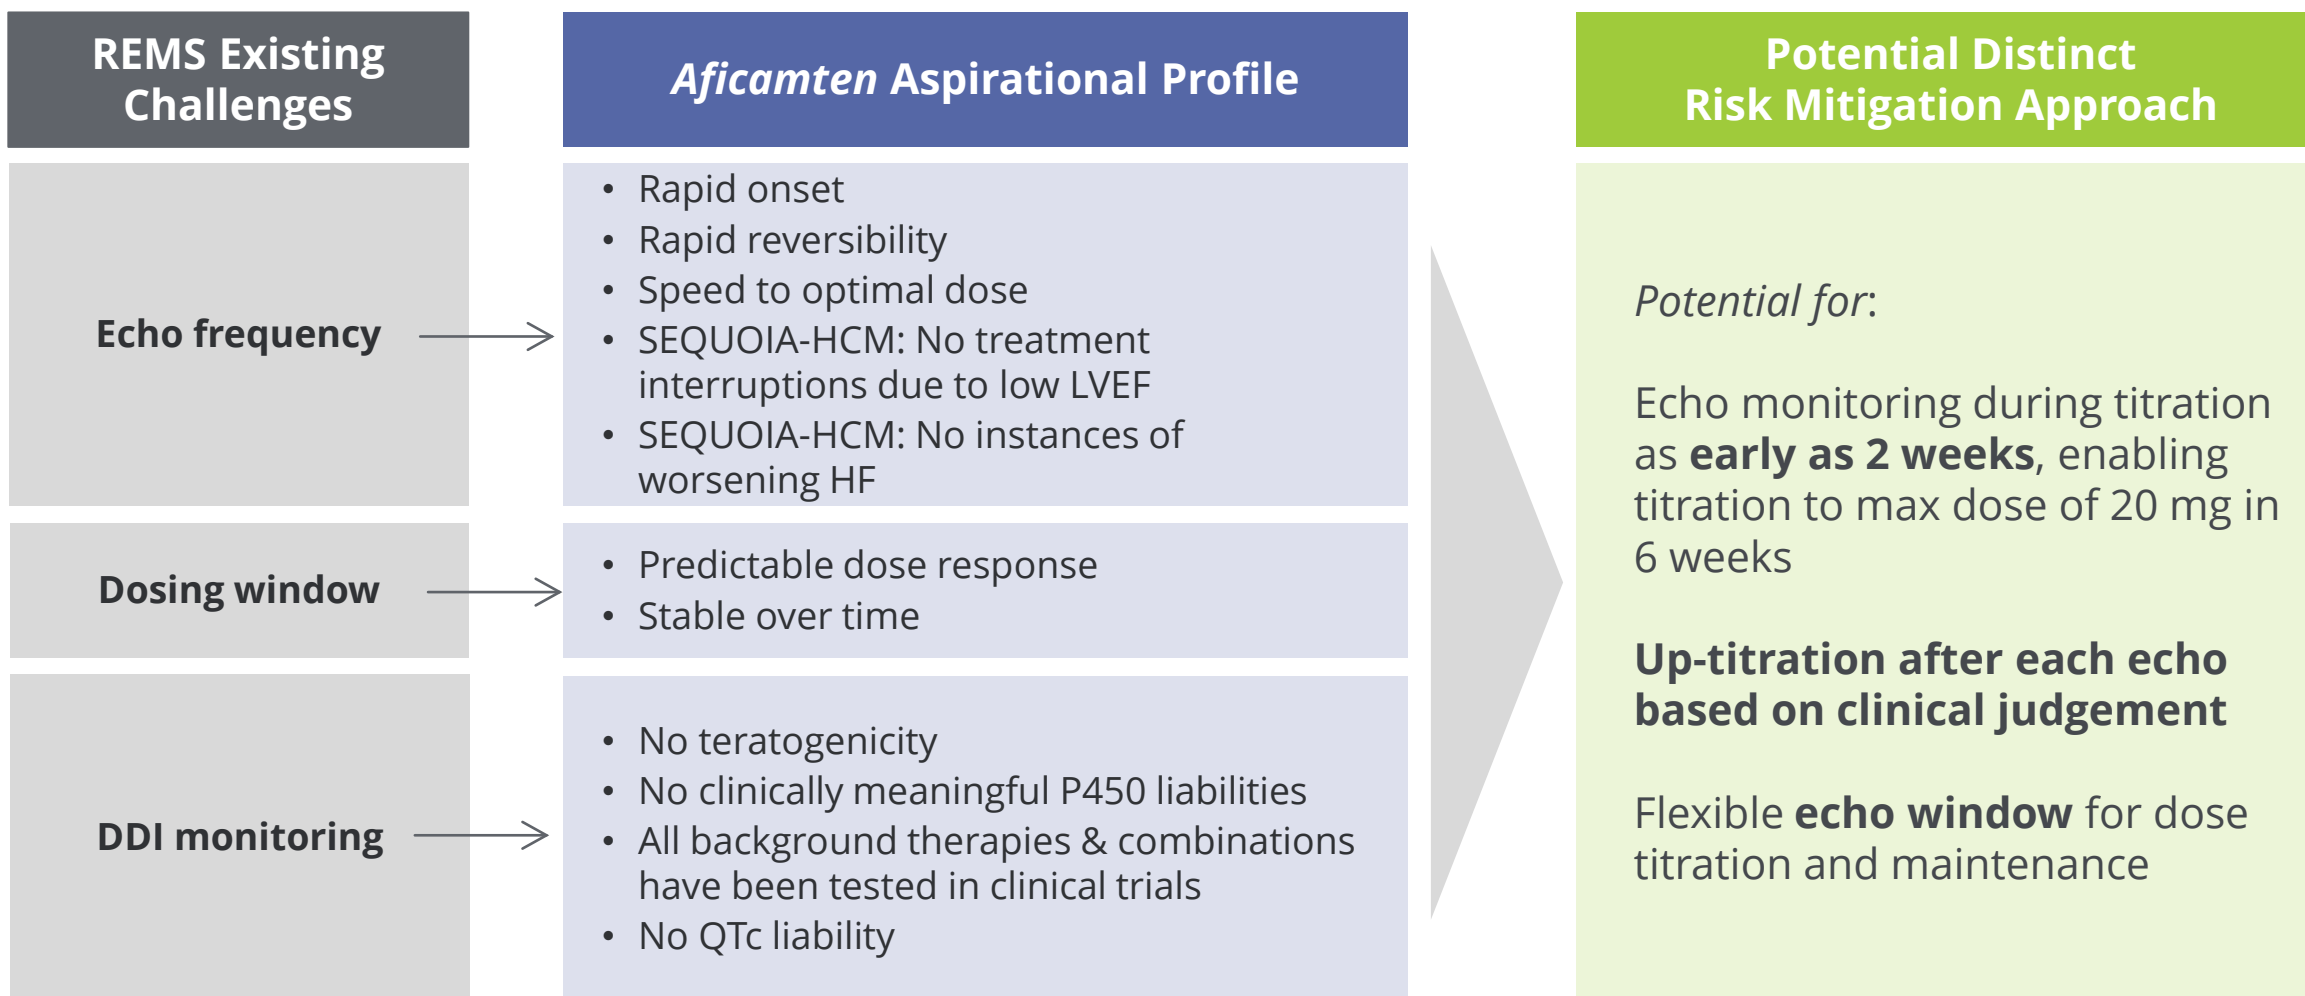 REMS Existing
Challenges
Aficamten Aspirational Profile
Potential Distinct
Risk Mitigation Approach
Echo frequency
• Rapid onset
• Rapid reversibility
• Speed to optimal dose
• SEQUOIA-HCM: No treatment
interruptions due to low LVEF
• SEQUOIA-HCM: No instances of
worsening HF
Dosing window
• Predictable dose response
• Stable over time
DDI monitoring
• No teratogenicity
• No clinically meaningful P450 liabilities
• All background therapies & combinations
have been tested in clinical trials
• No QTc liability
Potential for:
Echo monitoring during titration
as early as 2 weeks, enabling
titration to max dose of 20 mg in
6 weeks
Up-titration after each echo
based on clinical judgement
Flexible echo window for dose
titration and maintenance